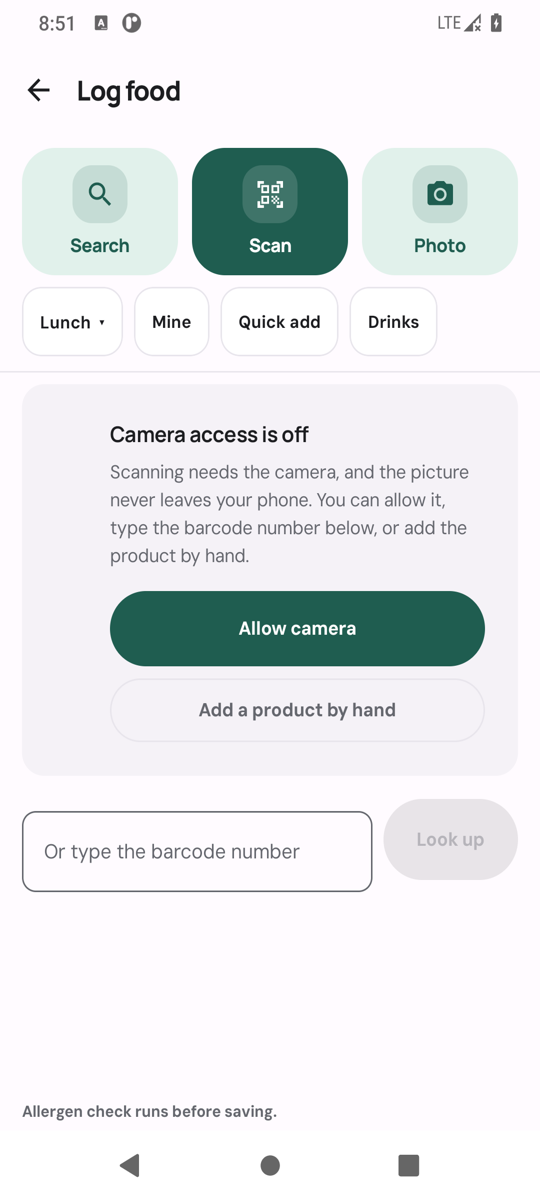 8:51
LTE
Log food
Search
Scan
Photo
Lunch ▾
Mine
Quick add
Drinks
Camera access is off
Scanning needs the camera, and the picture
never leaves your phone. You can allow it,
type the barcode number below, or add the
product by hand.
Allow camera
Add a product by hand
Or type the barcode number
Look up
Allergen check runs before saving.